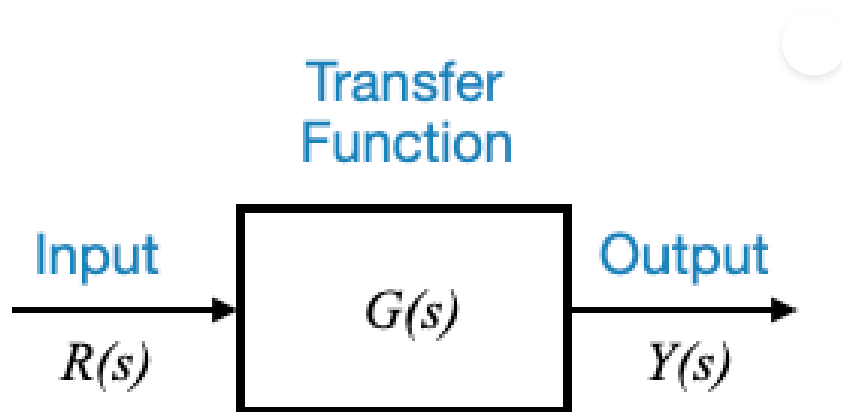 Transfer
Function
Input
Output
G(s)
R(s)
Y(s)